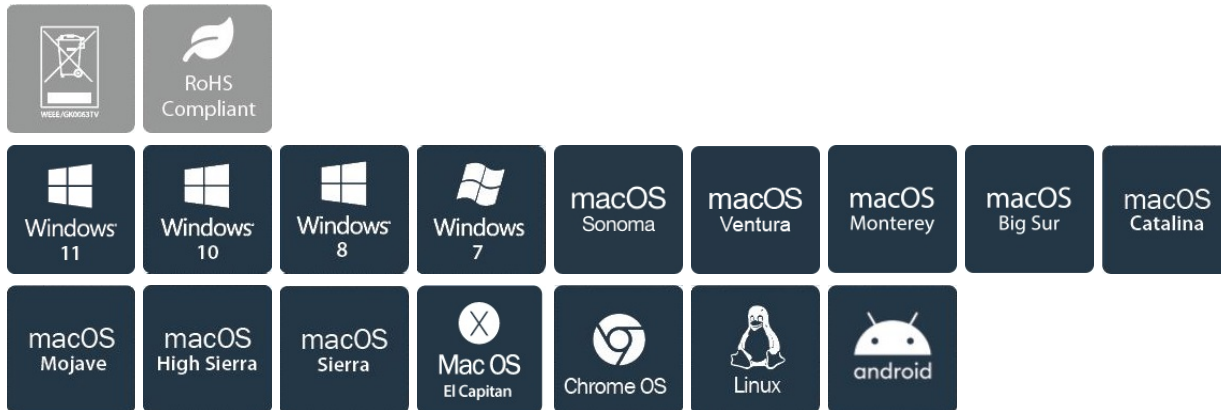 WEEE/GK0063TV
RoHS
Compliant
Windows
11
Windows
10
Windows
8
Windows
7
macOS
Sonoma
macOS
Ventura
macOS
Monterey
macOS
Big Sur
macOS
Catalina
macOS
Mojave
macOS
High Sierra
macOS
Sierra
X
Mac OS
El Capitan
Chrome OS
Linux
android